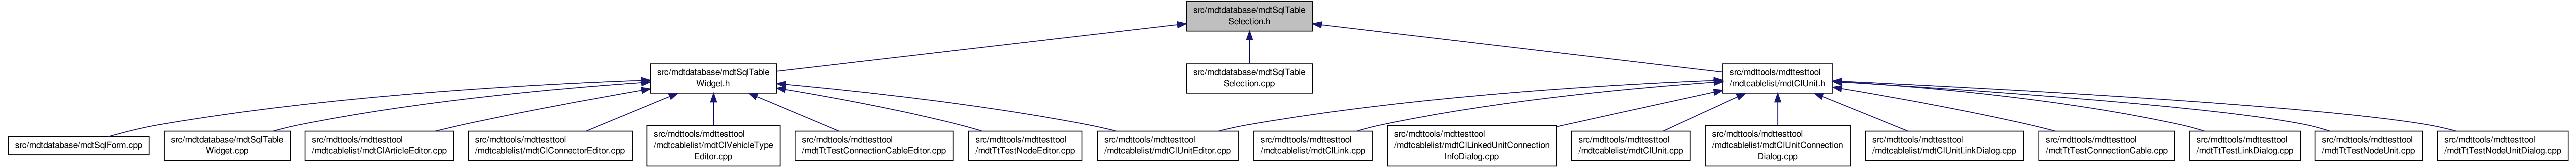 src/mdtdatabase/mdtSqlTable
Selection.h
src/mdtdatabase/mdtSqlTable
Widget.h
src/mdtdatabase/mdtSqlTable
Selection.cpp
src/mdttools/mdttesttool
/mdtcablelist/mdtClUnit.h
src/mdtdatabase/mdtSqlForm.cpp
src/mdtdatabase/mdtSqlTable
Widget.cpp
src/mdttools/mdttesttool
/mdtcablelist/mdtClArticleEditor.cpp
src/mdttools/mdttesttool
/mdtcablelist/mdtClConnectorEditor.cpp
src/mdttools/mdttesttool
/mdtcablelist/mdtClVehicleType
Editor.cpp
src/mdttools/mdttesttool
/mdtTtTestConnectionCableEditor.cpp
src/mdttools/mdttesttool
/mdtTtTestNodeEditor.cpp
src/mdttools/mdttesttool
/mdtcablelist/mdtClUnitEditor.cpp
src/mdttools/mdttesttool
/mdtcablelist/mdtClLink.cpp
src/mdttools/mdttesttool
/mdtcablelist/mdtClLinkedUnitConnection
InfoDialog.cpp
src/mdttools/mdttesttool
/mdtcablelist/mdtClUnit.cpp
src/mdttools/mdttesttool
/mdtcablelist/mdtClUnitConnection
Dialog.cpp
src/mdttools/mdttesttool
/mdtcablelist/mdtClUnitLinkDialog.cpp
src/mdttools/mdttesttool
/mdtTtTestConnectionCable.cpp
src/mdttools/mdttesttool
/mdtTtTestLinkDialog.cpp
src/mdttools/mdttesttool
/mdtTtTestNodeUnit.cpp
src/mdttools/mdttesttool
/mdtTtTestNodeUnitDialog.cpp